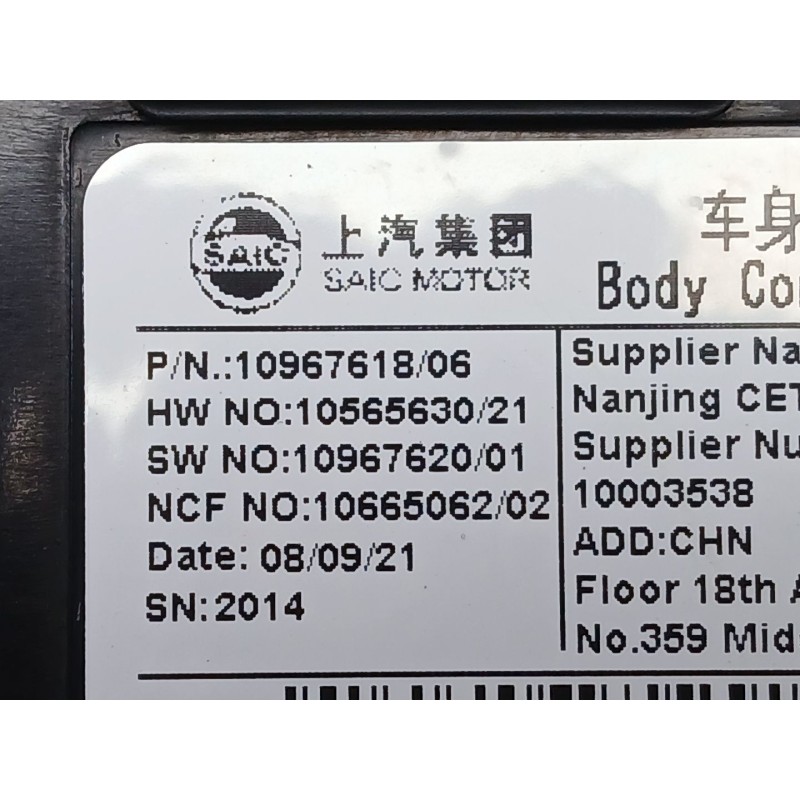 SAIC
上汽集团
SAIC MOTOR
车身
Body Con
P/N.:10967618/06
HW NO:10565630/21
SW NO:10967620/01
NCF NO:10665062/02
Date: 08/09/21
SN:2014
Supplier Na
Nanjing CET
Supplier Nu
10003538
ADD:CHN
Floor 18th A
No.359 Mid